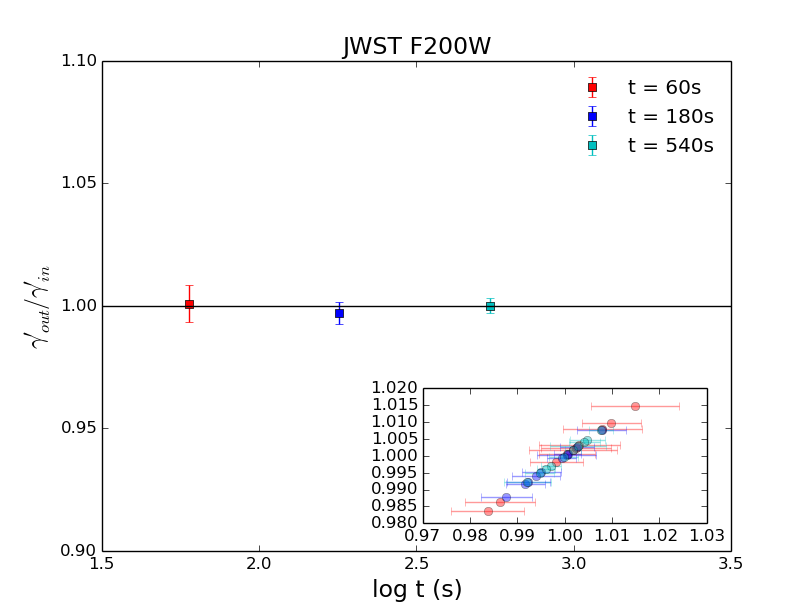 JWST F200W
1.10
1.05
1.00
0.95
0.90
γ′out/γ′in
t = 60s
t = 180s
t = 540s
1.020
1.015
1.010
1.005
1.000
0.995
0.990
0.985
0.980
0.97 0.98 0.99 1.00 1.01 1.02 1.03
1.5 2.0 2.5 3.0 3.5
log t (s)